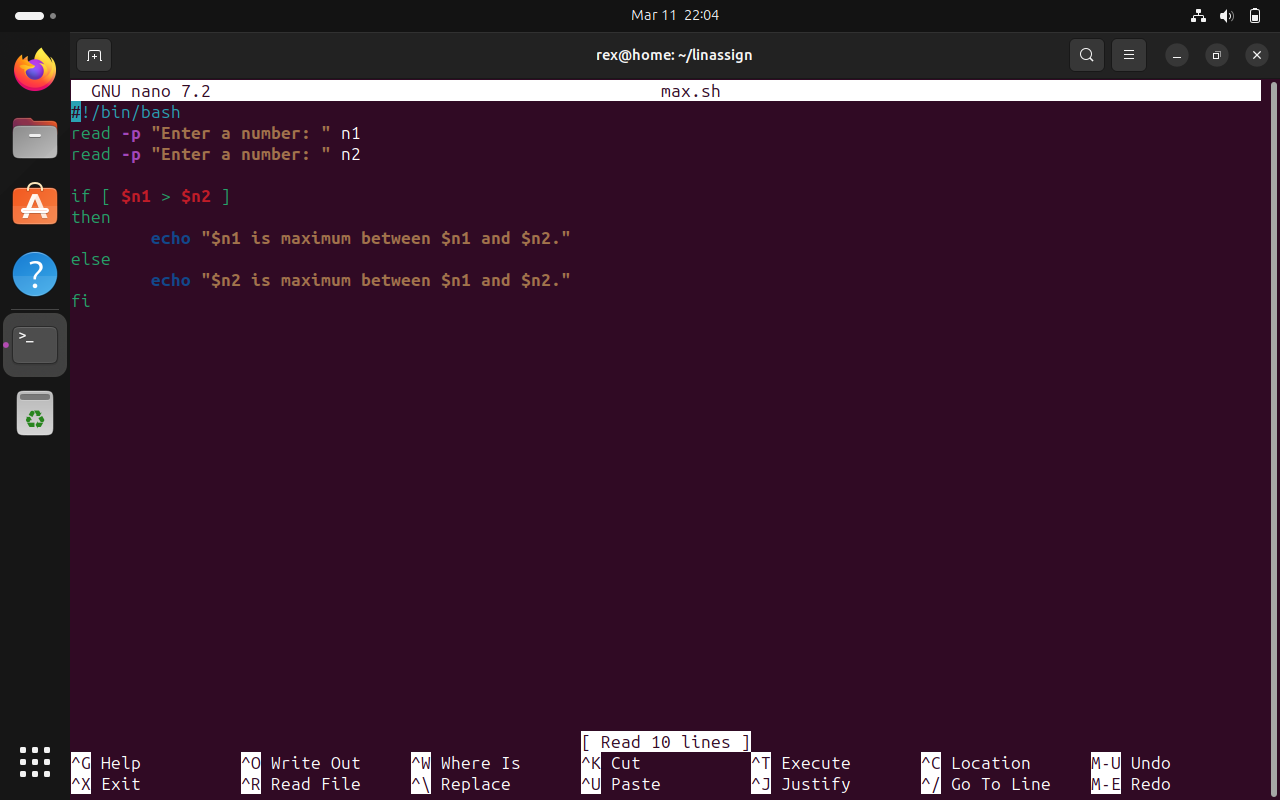 Mar 11 22:04
rex@home: ~/linassign
GNU nano 7.2 max.sh
#!/bin/bash
read -p "Enter a number: " n1
read -p "Enter a number: " n2
if [ $n1 > $n2 ]
then
echo "$n1 is maximum between $n1 and $n2."
else
echo "$n2 is maximum between $n1 and $n2."
fi
[ Read 10 lines ]
^G Help ^O Write Out ^W Where Is ^K Cut ^T Execute ^C Location M-U Undo
^X Exit ^R Read File ^\ Replace ^U Paste ^J Justify ^/ Go To Line M-E Redo